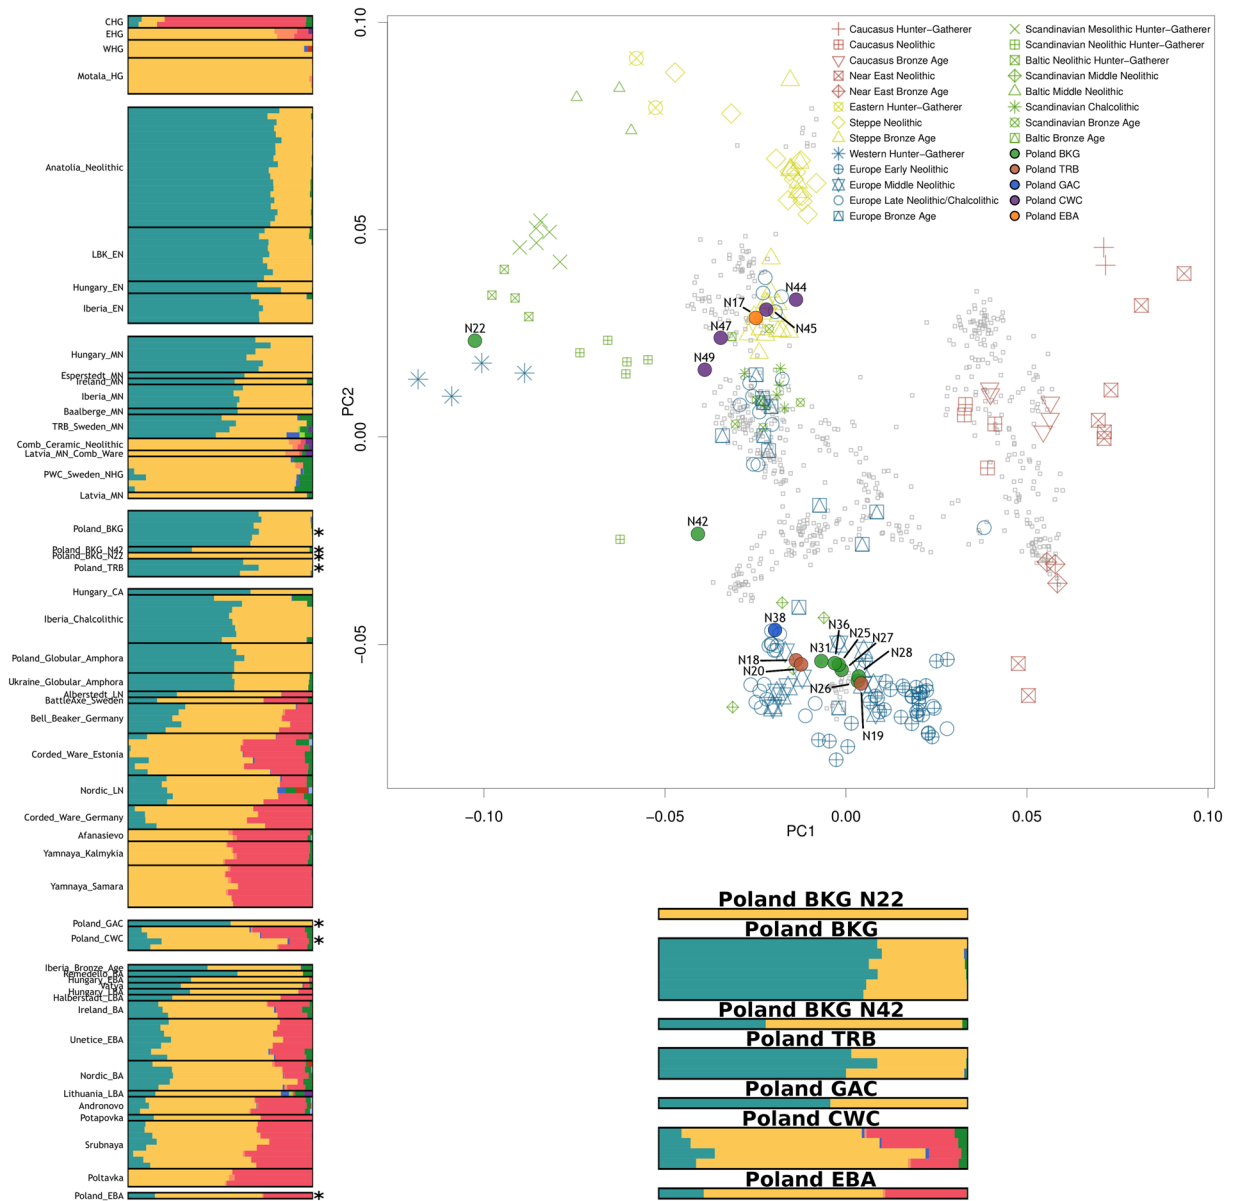 CHG
EHG
WHG
Motala_HG
Anatolia_Neolithic
LBK_EN
Hungary_EN
Iberia_EN
Hungary_MN
Esperstedt_MN
Ireland_MN
Iberia_MN
Baalberge_MN
TRB_Sweden_MN
Comb_Ceramic_Neolithic
Latvia_MN_Comb_Ware
PWC_Sweden_NHG
Latvia_MN
Poland_BKG *
Poland_BKG_N42 *
Poland_BKG_N22 *
Poland_TRB *
Hungary_CA
Iberia_Chalcolithic
Poland_Globular_Amphora
Ukraine_Globular_Amphora
Alberstedt_LN
BattleAxe_Sweden
Bell_Beaker_Germany
Corded_Ware_Estonia
Nordic_LN
Corded_Ware_Germany
Afanasievo
Yamnaya_Kalmykia
Yamnaya_Samara
Poland_GAC *
Poland_CWC *
Iberia_Bronze_Age
Remedello_BA
Hungary_EBA
Vatya
Hungary_LBA
Halberstadt_LBA
Ireland_BA
Unetice_EBA
Nordic_BA
Lithuania_LBA
Andronovo
Potapovka
Srubnaya
Poltavka
Poland_EBA *
0.10
0.05
0.00
−0.05
PC2
−0.10
−0.05
0.00
0.05
0.10
PC1
Caucasus Hunter−Gatherer
Caucasus Neolithic
Caucasus Bronze Age
Near East Neolithic
Near East Bronze Age
Eastern Hunter−Gatherer
Steppe Neolithic
Steppe Bronze Age
Western Hunter−Gatherer
Europe Early Neolithic
Europe Middle Neolithic
Europe Late Neolithic/Chalcolithic
Europe Bronze Age
Scandinavian Mesolithic Hunter−Gatherer
Scandinavian Neolithic Hunter−Gatherer
Baltic Neolithic Hunter−Gatherer
Scandinavian Middle Neolithic
Baltic Middle Neolithic
Scandinavian Chalcolithic
Scandinavian Bronze Age
Baltic Bronze Age
Poland BKG
Poland TRB
Poland GAC
Poland CWC
Poland EBA
N44
N17
N45
N47
N22
N49
N42
N38
N36
N25
N31
N27
N28
N18
N20
N26
N19
Poland BKG N22
Poland BKG
Poland BKG N42
Poland TRB
Poland GAC
Poland CWC
Poland EBA